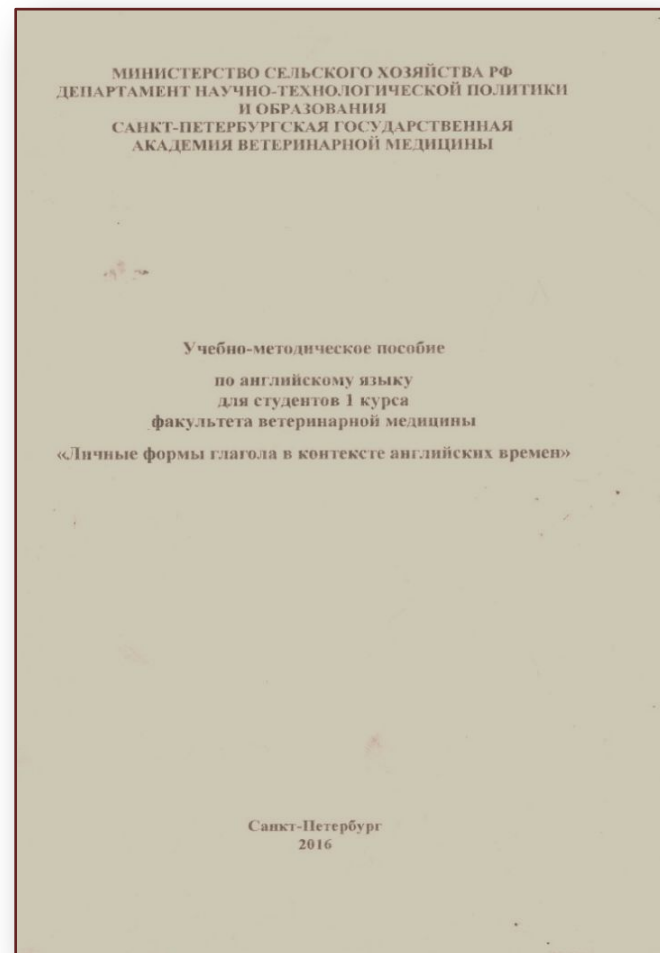 МИНИСТЕРСТВО СЕЛЬСКОГО ХОЗЯЙСТВА РФ
ДЕПАРТАМЕНТ НАУЧНО-ТЕХНОЛОГИЧЕСКОЙ ПОЛИТИКИ
И ОБРАЗОВАНИЯ
САНКТ-ПЕТЕРБУРГСКАЯ ГОСУДАРСТВЕННАЯ
АКАДЕМИЯ ВЕТЕРИНАРНОЙ МЕДИЦИНЫ
Учебно-методическое пособие
по английскому языку
для студентов 1 курса
факультета ветеринарной медицины
«Личные формы глагола в контексте английских времен»
Санкт-Петербург
2016